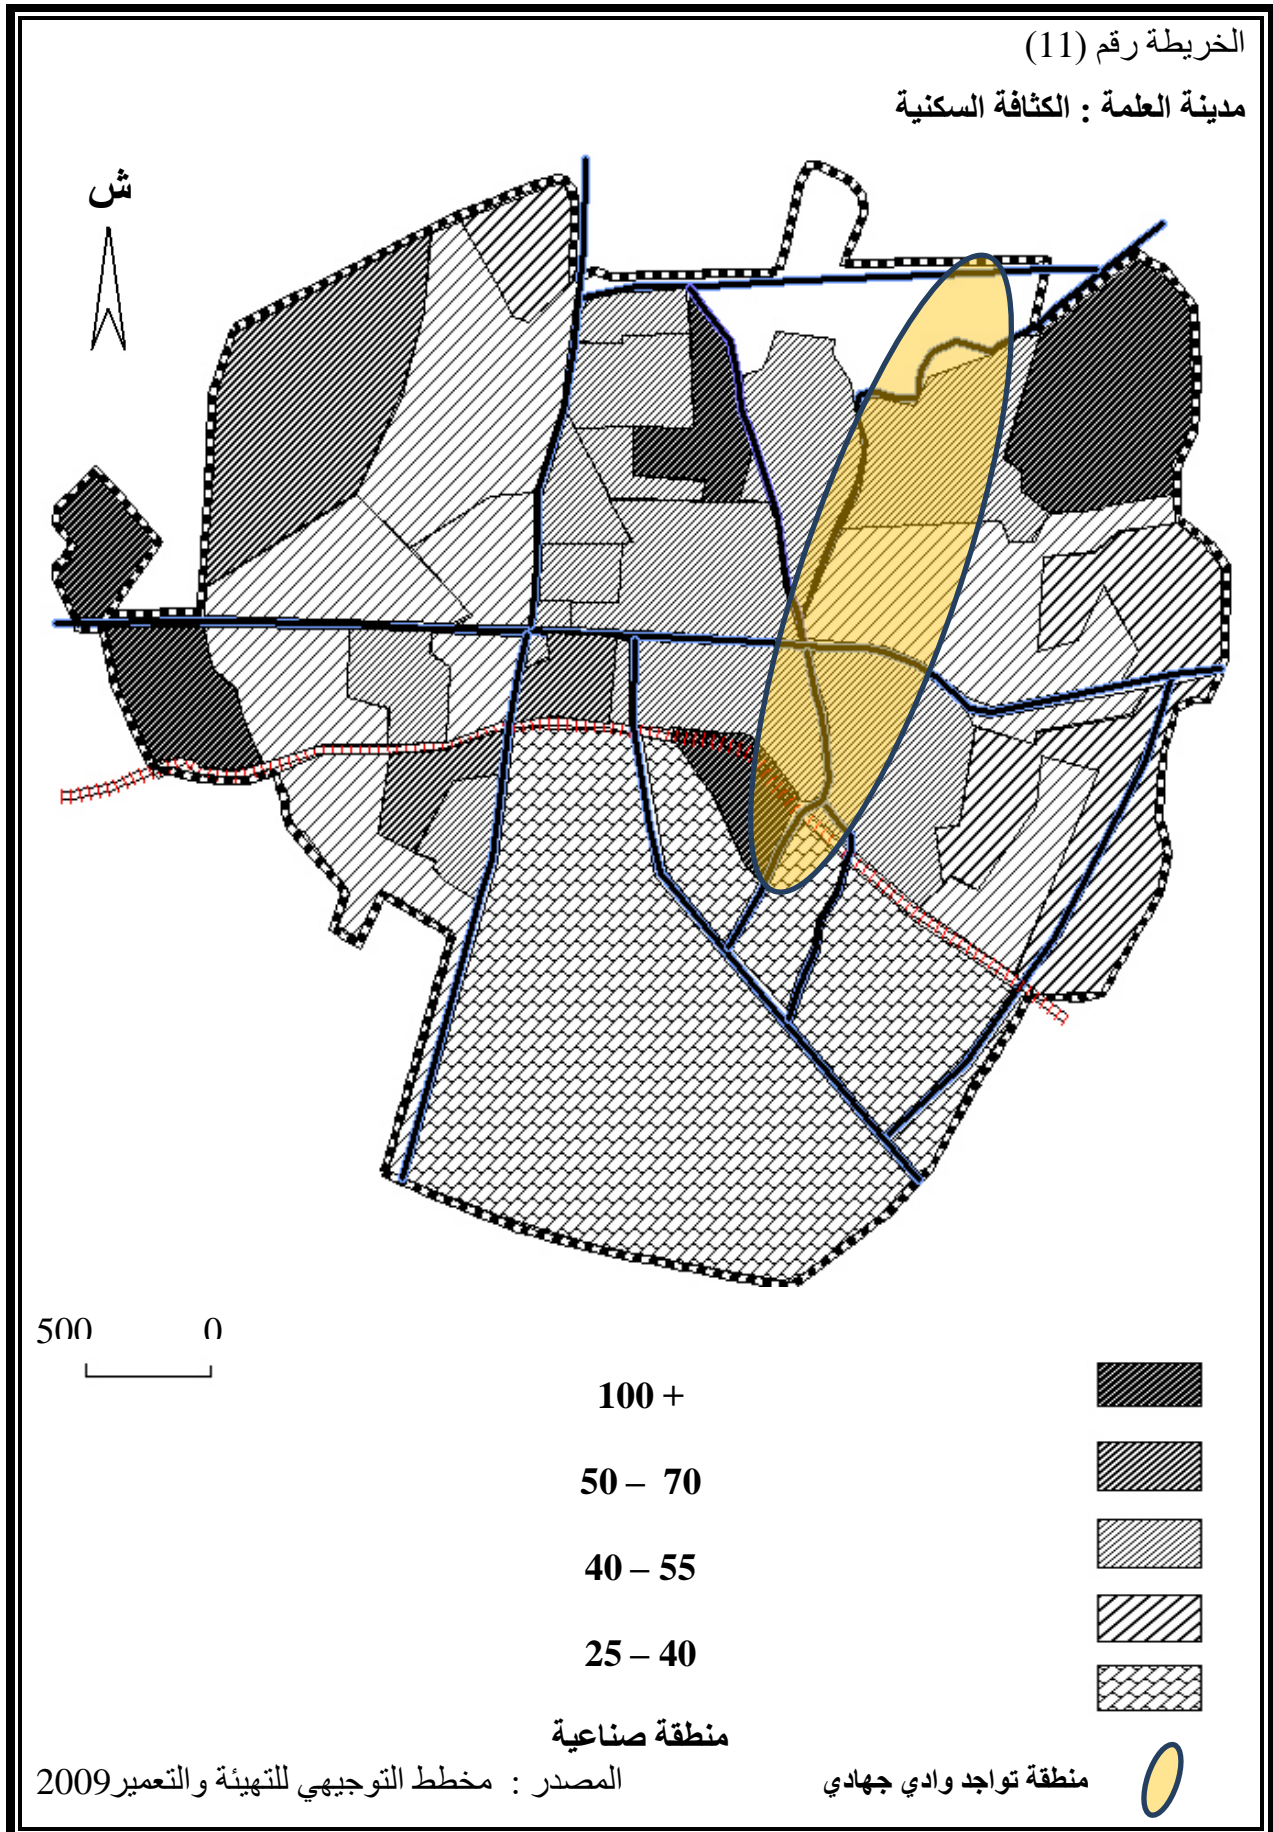 الخريطة رقم (11)
مدينة العلمة : الكثافة السكنية
ش
500 0
100 +
50 – 70
40 – 55
25 – 40
منطقة صناعية
منطقة تواجد وادي جهادي
المصدر : مخطط التوجيهي للتهيئة والتعمير2009